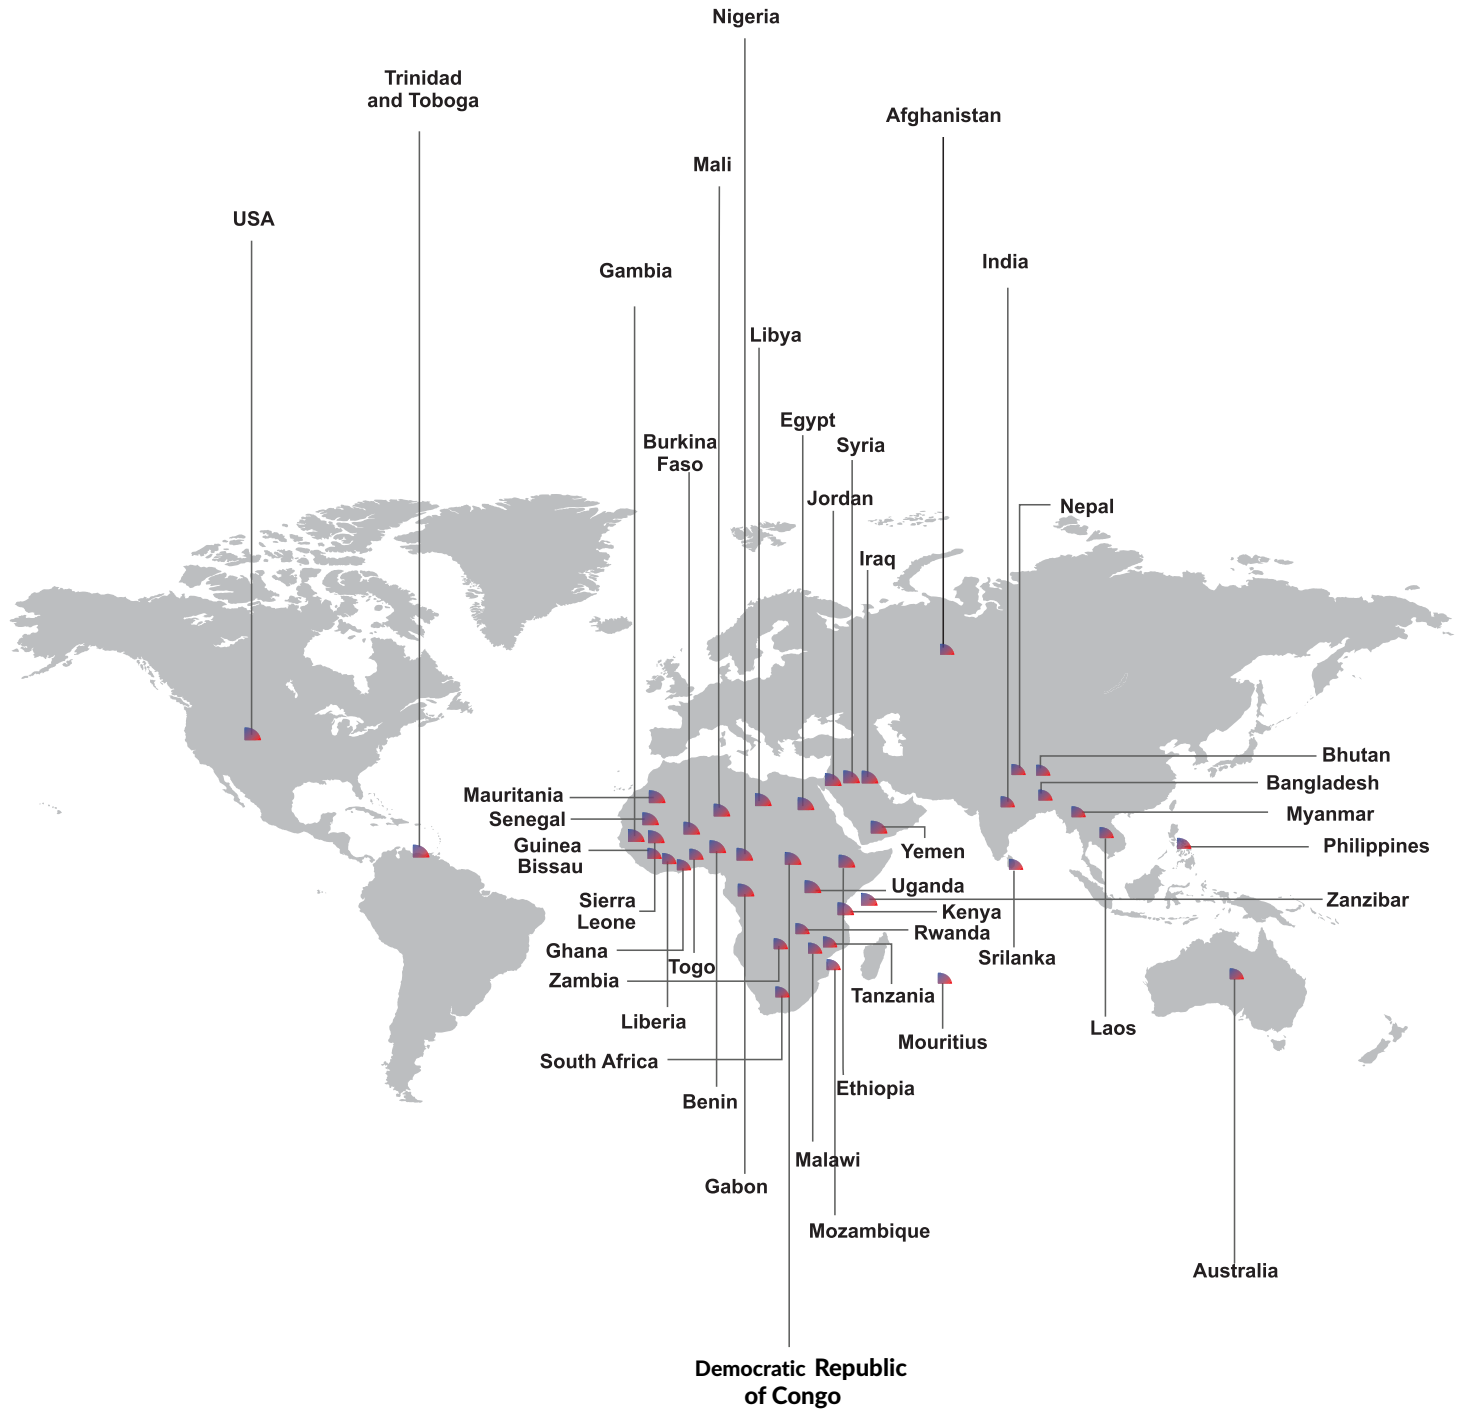 Nigeria
Trinidad
and Toboga
Afghanistan
Mali
USA
India
Gambia
Libya
Egypt
Burkina
Faso
Syria
Jordan
Nepal
Iraq
Bhutan
Bangladesh
Mauritania
Senegal
Myanmar
Guinea
Bissau
Yemen
Philippines
Uganda
Sierra
Leone
Zanzibar
Kenya
Rwanda
Ghana
Srilanka
Togo
Zambia
Tanzania
Liberia
Laos
Mouritius
South Africa
Ethiopia
Benin
Malawi
Gabon
Mozambique
Australia
Democratic Republic
of Congo